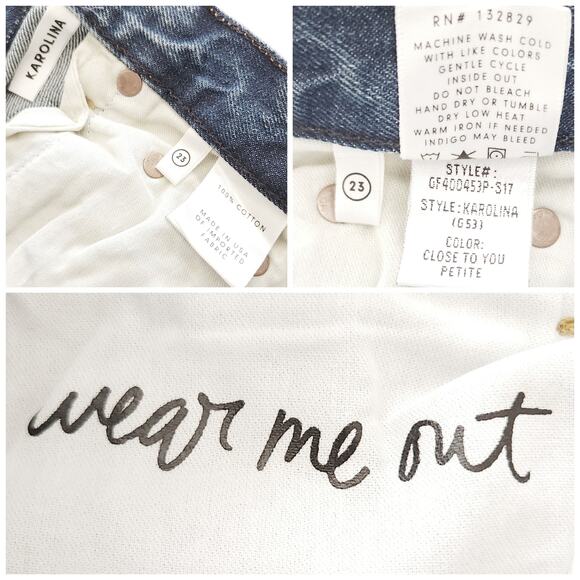 KAROLINA
23
100% COTTON
MADE IN USA
OF IMPORTED
FABRIC
RN# 132829
MACHINE WASH COLD
WITH LIKE COLORS
GENTLE CYCLE
INSIDE OUT
DO NOT BLEACH
HAND DRY OR TUMBLE
DRY LOW HEAT
WARM IRON IF NEEDED
INDIGO MAY BLEED
23
STYLE#:
GF400453P-S17
STYLE:KAROLINA
(G53)
COLOR:
CLOSE TO YOU
PETITE
wear me out